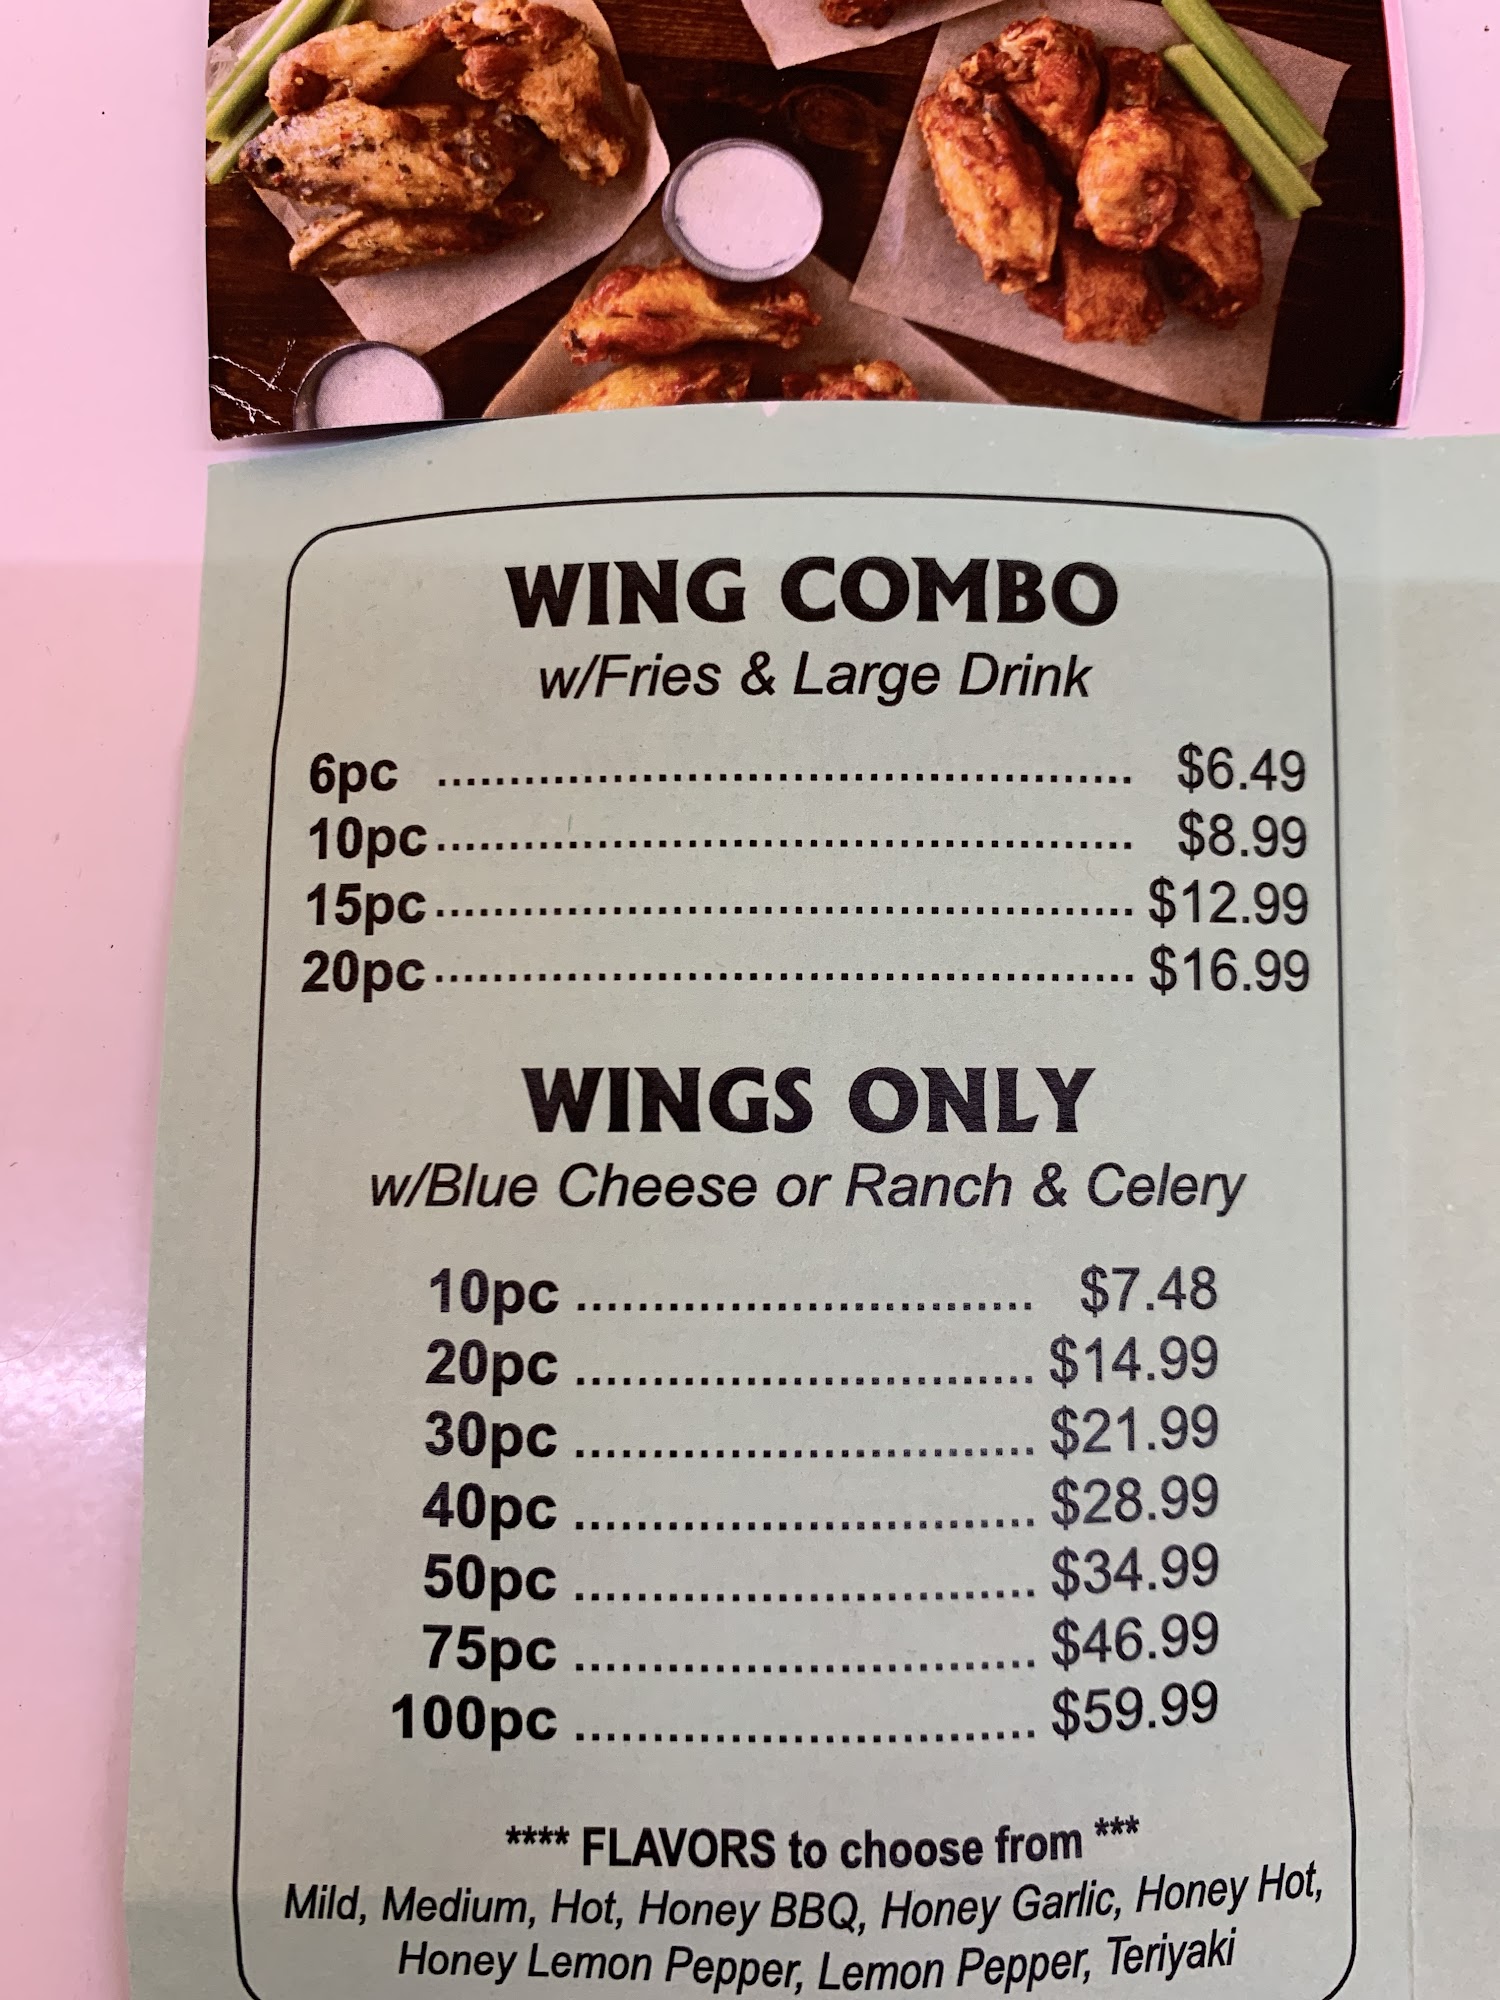 WING COMBO
w/Fries & Large Drink
6pc ................................................ $6.49
10pc ................................................ $8.99
15pc ................................................ $12.99
20pc ................................................ $16.99
WINGS ONLY
w/Blue Cheese or Ranch & Celery
10pc .............................. $7.48
20pc .............................. $14.99
30pc .............................. $21.99
40pc .............................. $28.99
50pc .............................. $34.99
75pc .............................. $46.99
100pc .............................. $59.99
**** FLAVORS to choose from ***
Mild, Medium, Hot, Honey BBQ, Honey Garlic, Honey Hot,
Honey Lemon Pepper, Lemon Pepper, Teriyaki